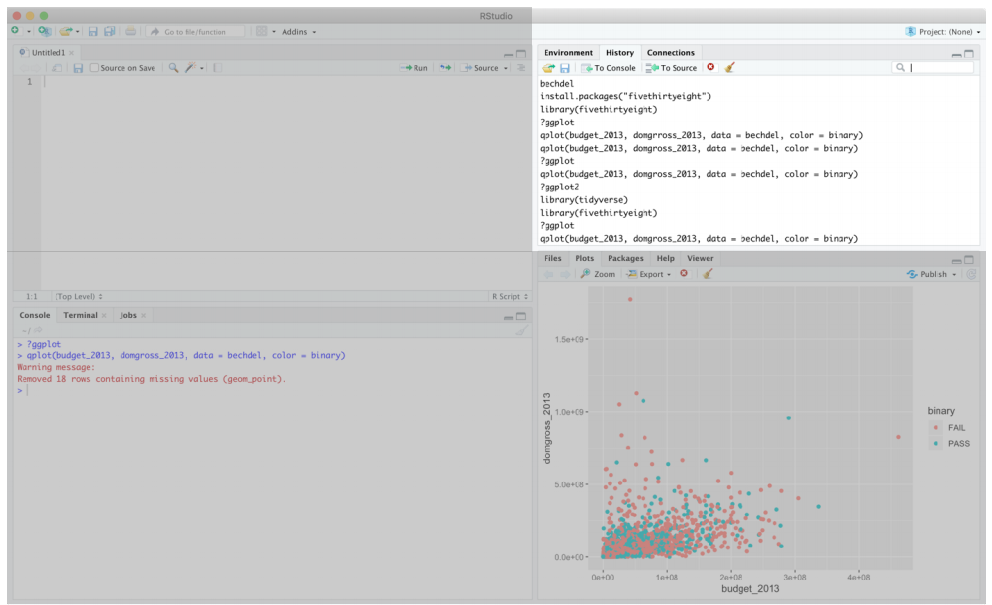 RStudio
Go to file/function Addins Project: (None)
Untitled1
Source on Save Run Source
1
1:1 (Top Level) R Script
Console Terminal Jobs
~/
> ?ggplot
> qplot(budget_2013, domgross_2013, data = bechdel, color = binary)
Warning message:
Removed 18 rows containing missing values (geom_point).
>
Environment History Connections
To Console To Source
bechdel
install.packages("fivethirtyeight")
library(fivethirtyeight)
?ggplot
qplot(budget_2013, domgrross_2013, data = bechdel, color = binary)
qplot(budget_2013, domgross_2013, data = bechdel, color = binary)
?ggplot
qplot(budget_2013, domgross_2013, data = bechdel, color = binary)
?ggplot2
library(tidyverse)
library(fivethirtyeight)
?ggplot
qplot(budget_2013, domgross_2013, data = bechdel, color = binary)
Files Plots Packages Help Viewer
Zoom Export Publish
1.5e+09
1.0e+09
5.0e+08
0.0e+00
domgross_2013
0e+00 1e+08 2e+08 3e+08 4e+08
budget_2013
binary
FAIL
PASS